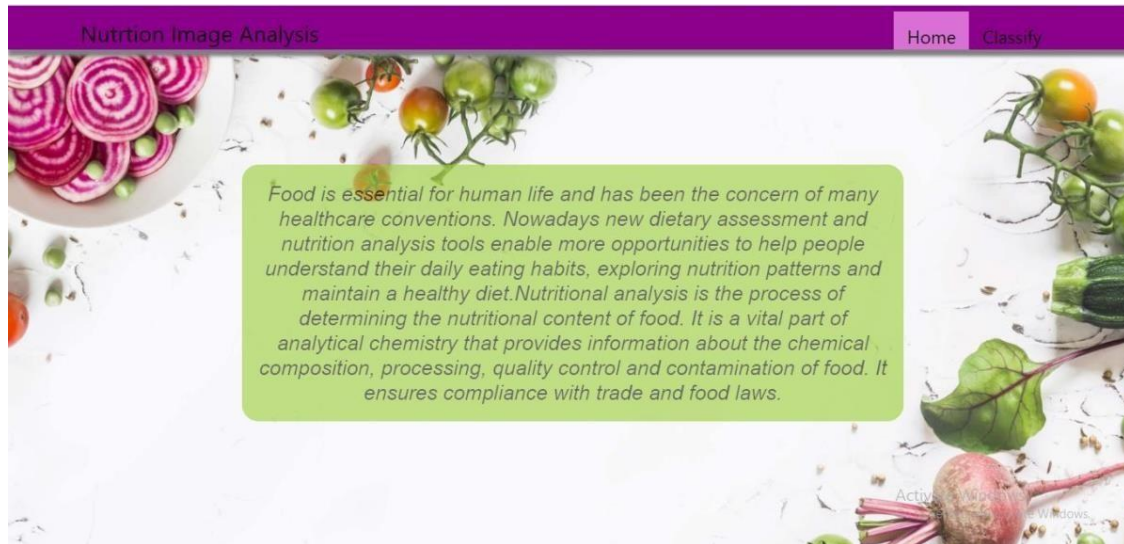 Nutrtion Image Analysis
Home
Classify
Food is essential for human life and has been the concern of many
healthcare conventions. Nowadays new dietary assessment and
nutrition analysis tools enable more opportunities to help people
understand their daily eating habits, exploring nutrition patterns and
maintain a healthy diet.Nutritional analysis is the process of
determining the nutritional content of food. It is a vital part of
analytical chemistry that provides information about the chemical
composition, processing, quality control and contamination of food. It
ensures compliance with trade and food laws.
Windows.